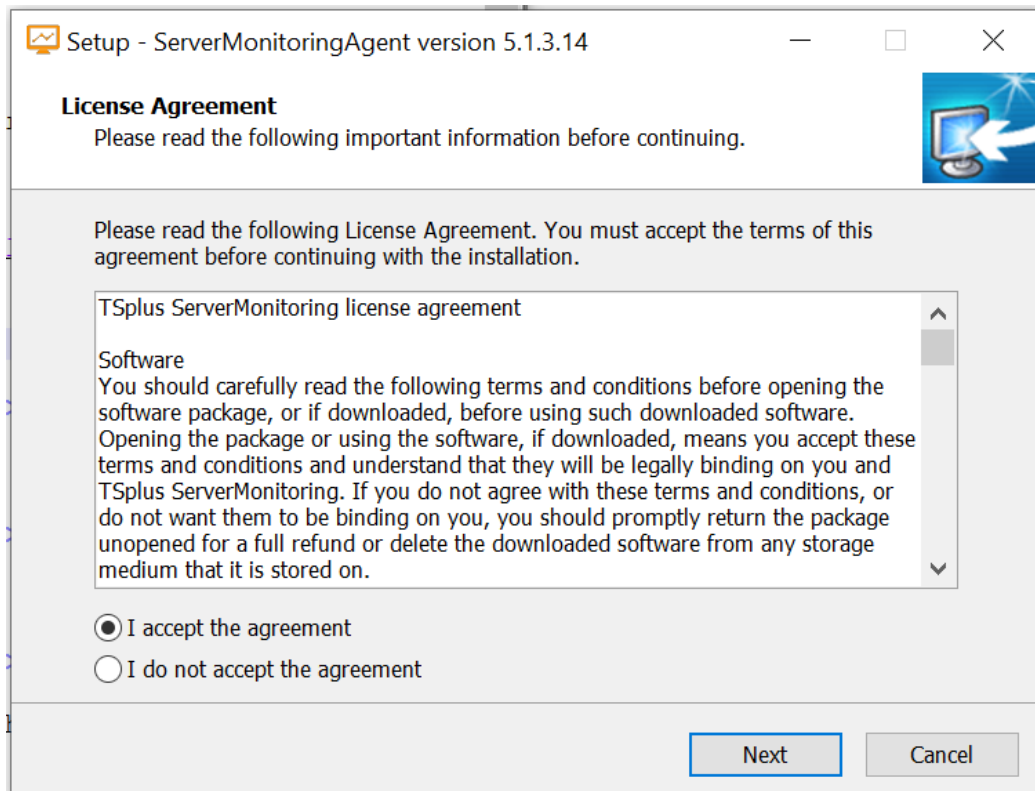 Setup - ServerMonitoringAgent version 5.1.3.14
License Agreement
Please read the following important information before continuing.
Please read the following License Agreement. You must accept the terms of this
agreement before continuing with the installation.
TSplus ServerMonitoring license agreement
Software
You should carefully read the following terms and conditions before opening the
software package, or if downloaded, before using such downloaded software.
Opening the package or using the software, if downloaded, means you accept these
terms and conditions and understand that they will be legally binding on you and
TSplus ServerMonitoring. If you do not agree with these terms and conditions, or
do not want them to be binding on you, you should promptly return the package
unopened for a full refund or delete the downloaded software from any storage
medium that it is stored on.
I accept the agreement
I do not accept the agreement
Next Cancel